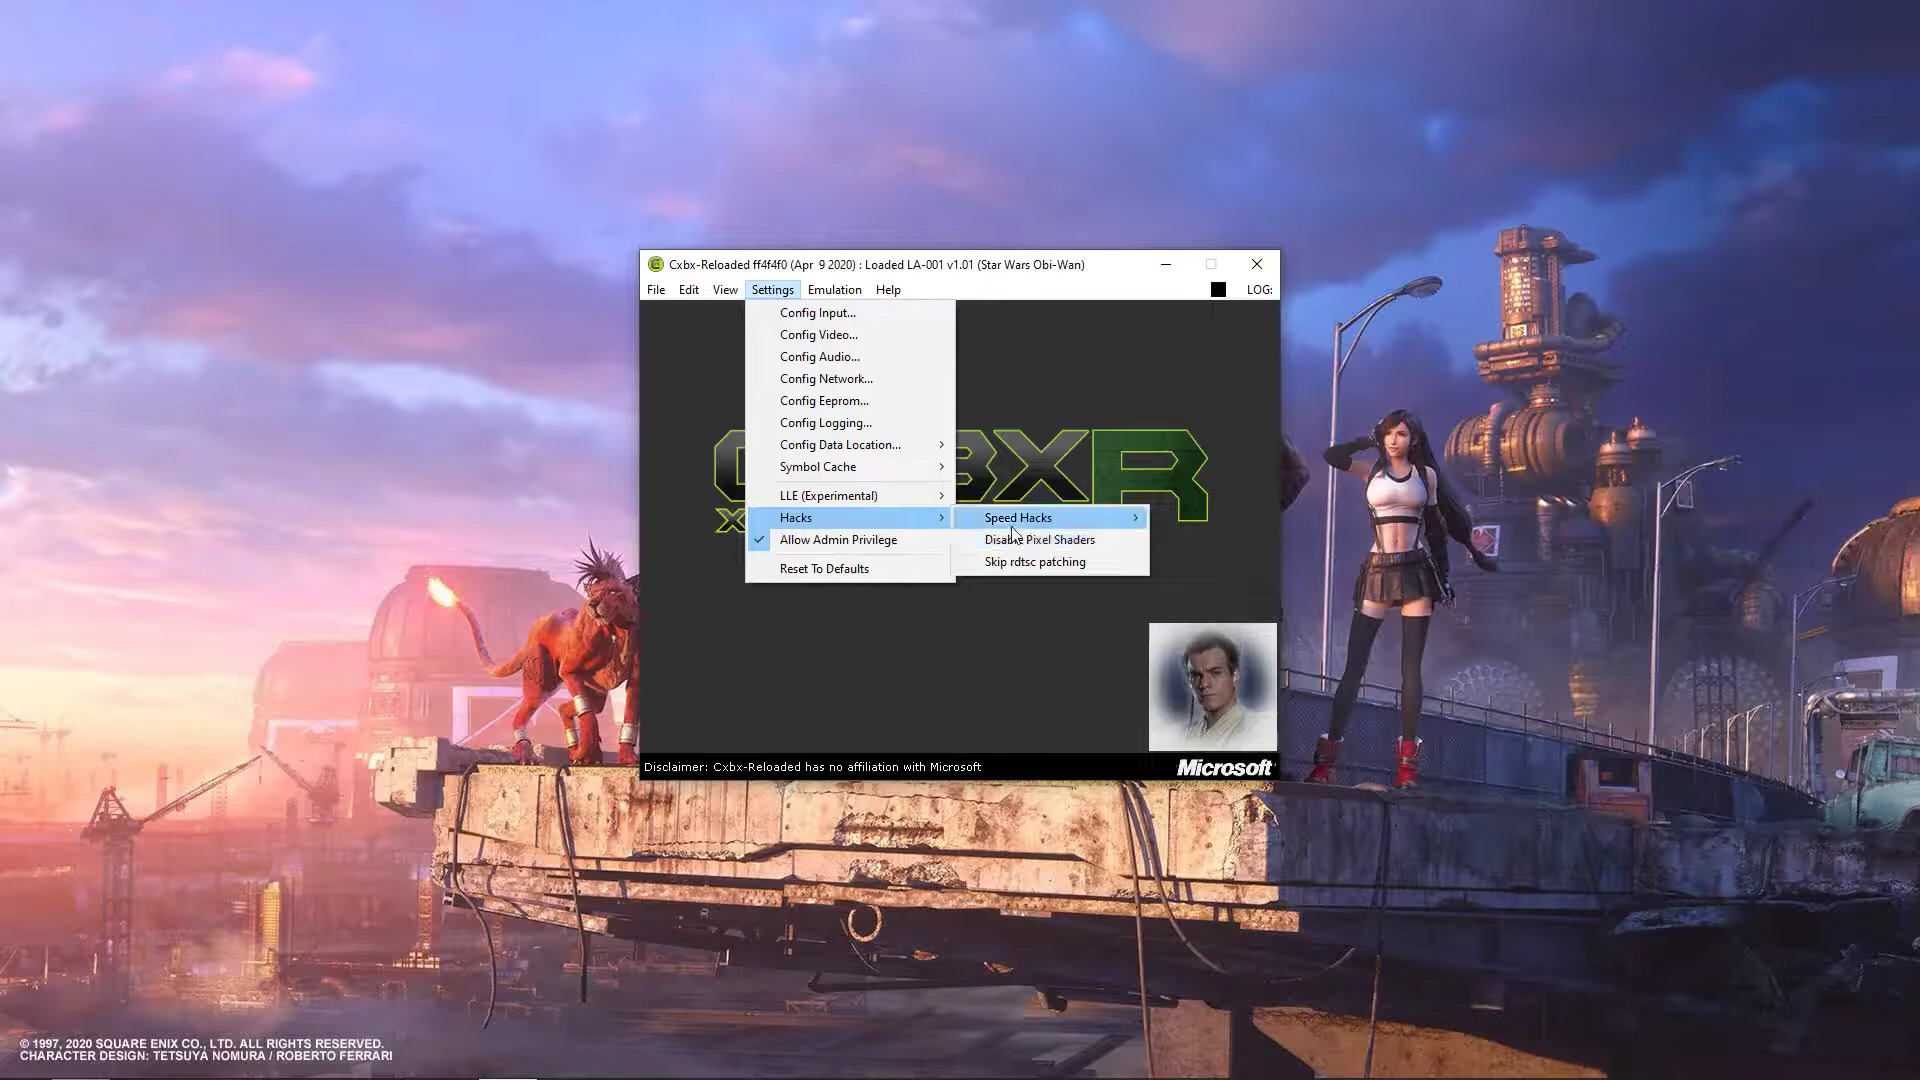 Cxbx-Reloaded ff4f4f0 (Apr  9 2020) : Loaded LA-001 v1.01 (Star Wars Obi-Wan)
File Edit View Settings Emulation Help LOG:
Config Input...
Config Video...
Config Audio...
Config Network...
Config Eeprom...
Config Logging...
Config Data Location...
Symbol Cache
LLE (Experimental)
Hacks
Allow Admin Privilege
Reset To Defaults
Speed Hacks
Disable Pixel Shaders
Skip rdtsc patching
Disclaimer: Cxbx-Reloaded has no affiliation with Microsoft
Microsoft
© 1997, 2020 SQUARE ENIX CO., LTD. ALL RIGHTS RESERVED.
CHARACTER DESIGN: TETSUYA NOMURA / ROBERTO FERRARI